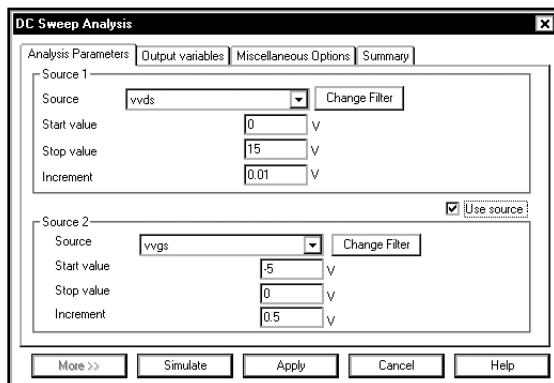 DC Sweep Analysis
Analysis Parameters Output variables Miscellaneous Options Summary
Source 1
Source vvds Change Filter
Start value 0 V
Stop value 15 V
Increment 0.01 V
Use source
Source 2
Source vvgs Change Filter
Start value -5 V
Stop value 0 V
Increment 0.5 V
More >> Simulate Apply Cancel Help